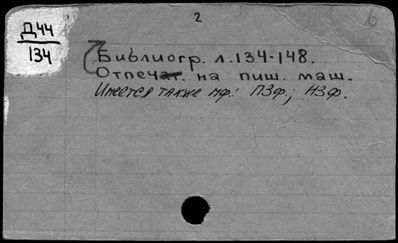 2
Д44
134
Библиогр. л.134-148.
Отпечат. на пиш. маш.
Имеется также мф.: ПЗФ.; НЗФ.